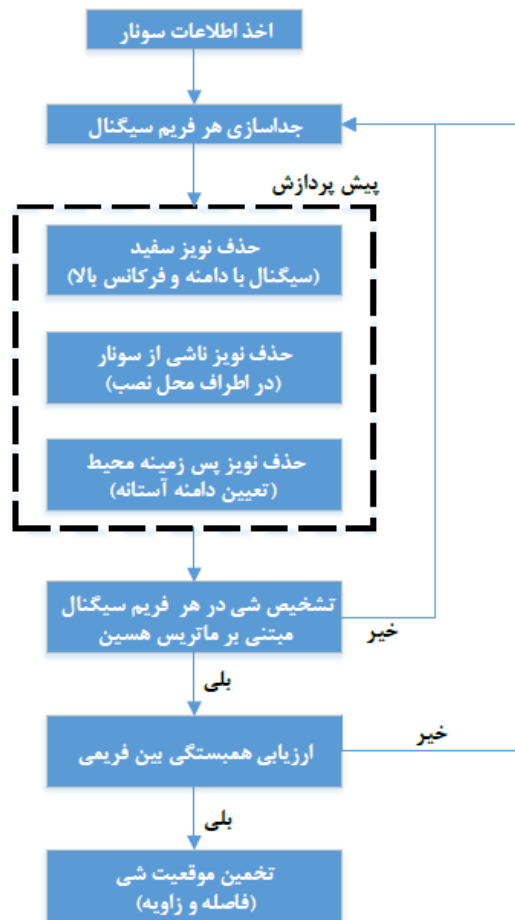 اخذ اطلاعات سونار
جداسازی هر فریم سیگنال
پیش پردازش
حذف نویز سفید
(سیگنال با دامنه و فرکانس بالا)
حذف نویز ناشی از سونار
(در اطراف محل نصب)
حذف نویز پس زمینه محیط
(تعیین دامنه آستانه)
تشخیص شی در هر فریم سیگنال
مبتنی بر ماتریس هسین
خیر
بلی
ارزیابی همبستگی بین فریمی
خیر
بلی
تخمین موقعیت شی
(فاصله و زاویه)